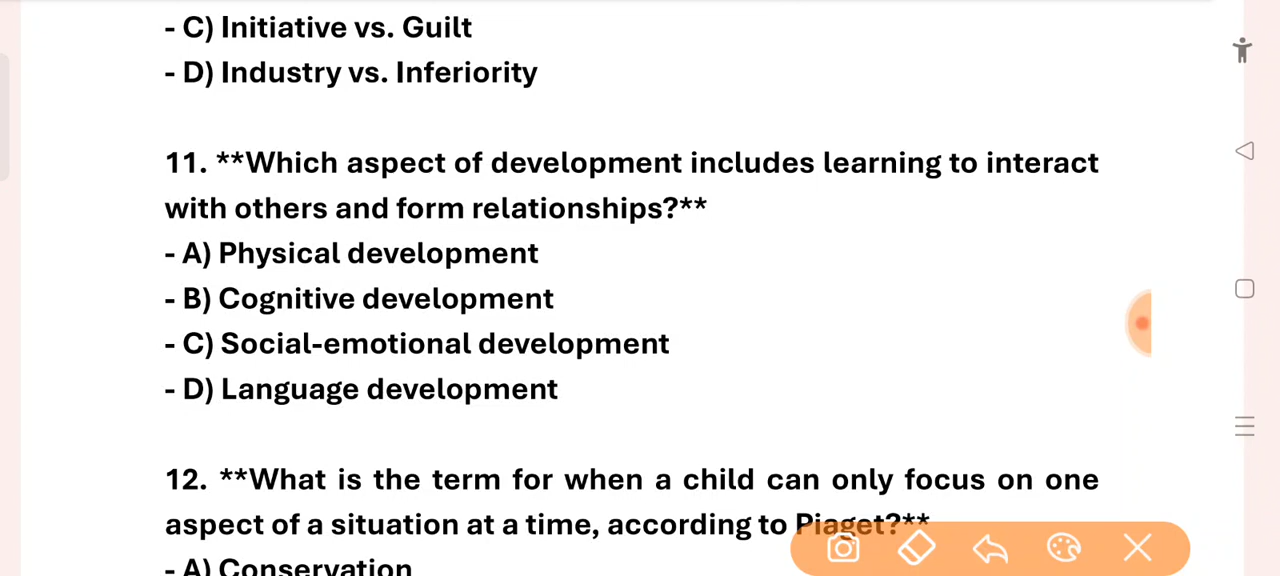 - C) Initiative vs. Guilt
- D) Industry vs. Inferiority
11. **Which aspect of development includes learning to interact
with others and form relationships?**
- A) Physical development
- B) Cognitive development
- C) Social-emotional development
- D) Language development
12. **What is the term for when a child can only focus on one
aspect of a situation at a time, according to Piaget?**
- A) Conservation